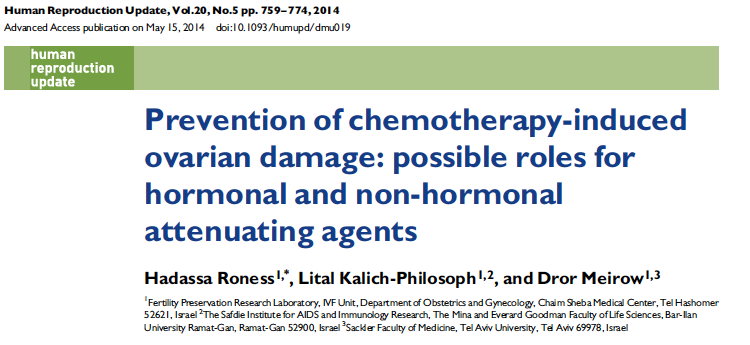 Human Reproduction Update, Vol.20, No.5 pp. 759–774, 2014
Advanced Access publication on May 15, 2014 doi:10.1093/humupd/dmu019
human
reproduction
update
Prevention of chemotherapy-induced
ovarian damage: possible roles for
hormonal and non-hormonal
attenuating agents
Hadassa Roness1,*, Lital Kalich-Philosoph1,2, and Dror Meirow1,3
1Fertility Preservation Research Laboratory, IVF Unit, Department of Obstetrics and Gynecology, Chaim Sheba Medical Center, Tel Hashomer
52621, Israel 2The Safdie Institute for AIDS and Immunology Research, The Mina and Everard Goodman Faculty of Life Sciences, Bar-Ilan
University Ramat-Gan, Ramat-Gan 52900, Israel 3Sackler Faculty of Medicine, Tel Aviv University, Tel Aviv 69978, Israel